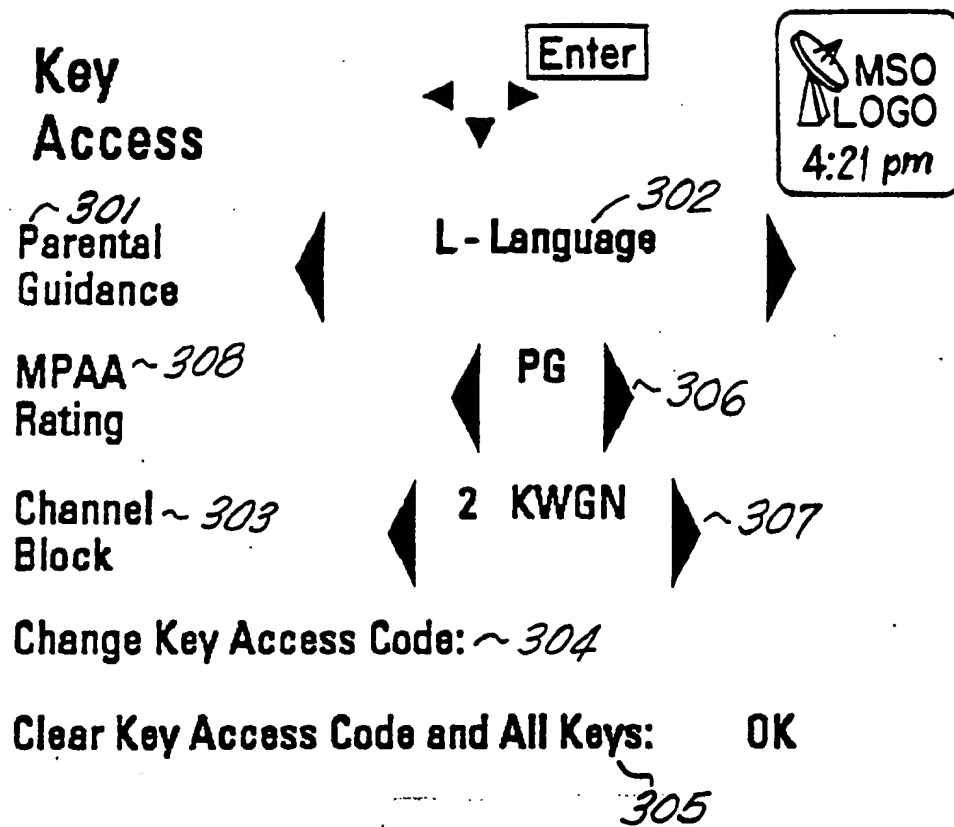 Key
Access
Enter
MSO
LOGO
4:21 pm
301
Parental
Guidance
302
L - Language
MPAA ~ 308
Rating
PG
~ 306
Channel ~ 303
Block
2 KWGN
~ 307
Change Key Access Code: ~ 304
Clear Key Access Code and All Keys: OK
305